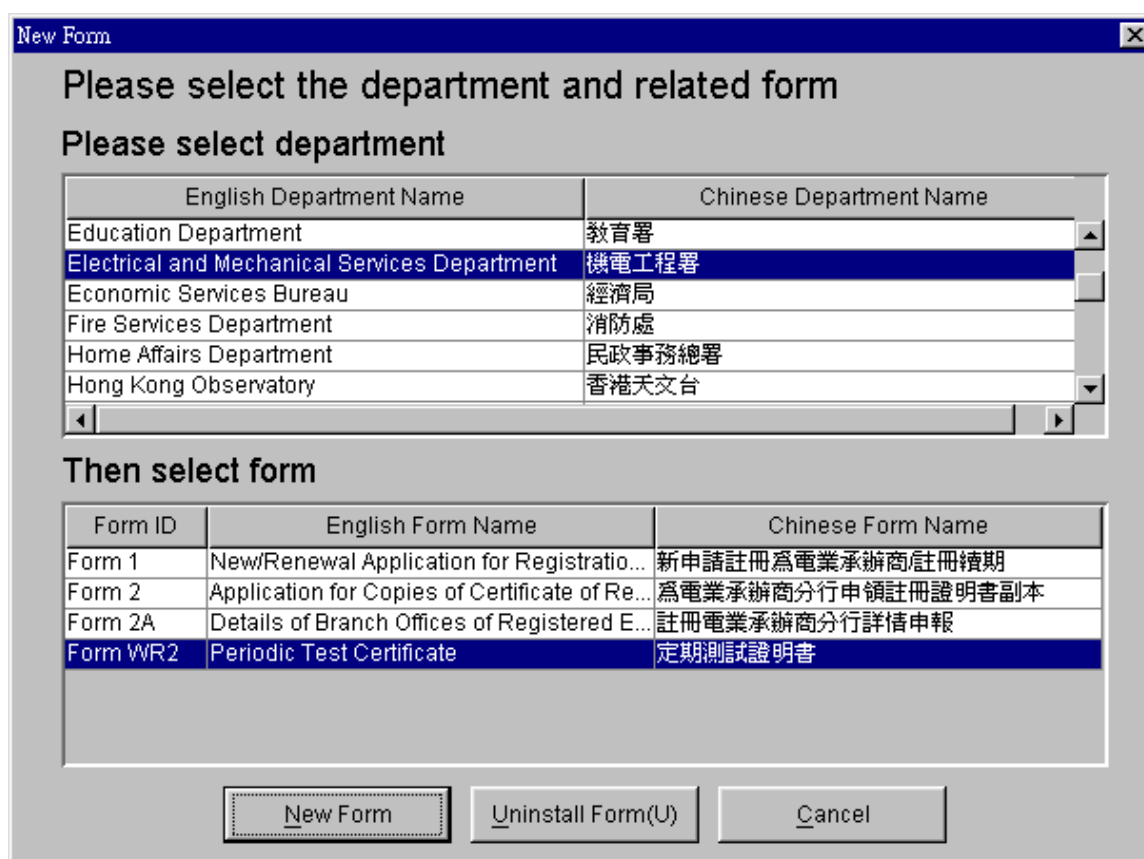 New Form
Please select the department and related form
Please select department
English Department Name Chinese Department Name
Education Department 教育署
Electrical and Mechanical Services Department 機電工程署
Economic Services Bureau 經濟局
Fire Services Department 消防處
Home Affairs Department 民政事務總署
Hong Kong Observatory 香港天文台
Then select form
Form ID English Form Name Chinese Form Name
Form 1 New/Renewal Application for Registratio... 新申請註冊爲電業承辦商/註冊續期
Form 2 Application for Copies of Certificate of Re... 爲電業承辦商分行申領註冊證明書副本
Form 2A Details of Branch Offices of Registered E... 註冊電業承辦商分行詳情申報
Form WR2 Periodic Test Certificate 定期測試證明書
New Form Uninstall Form(U) Cancel